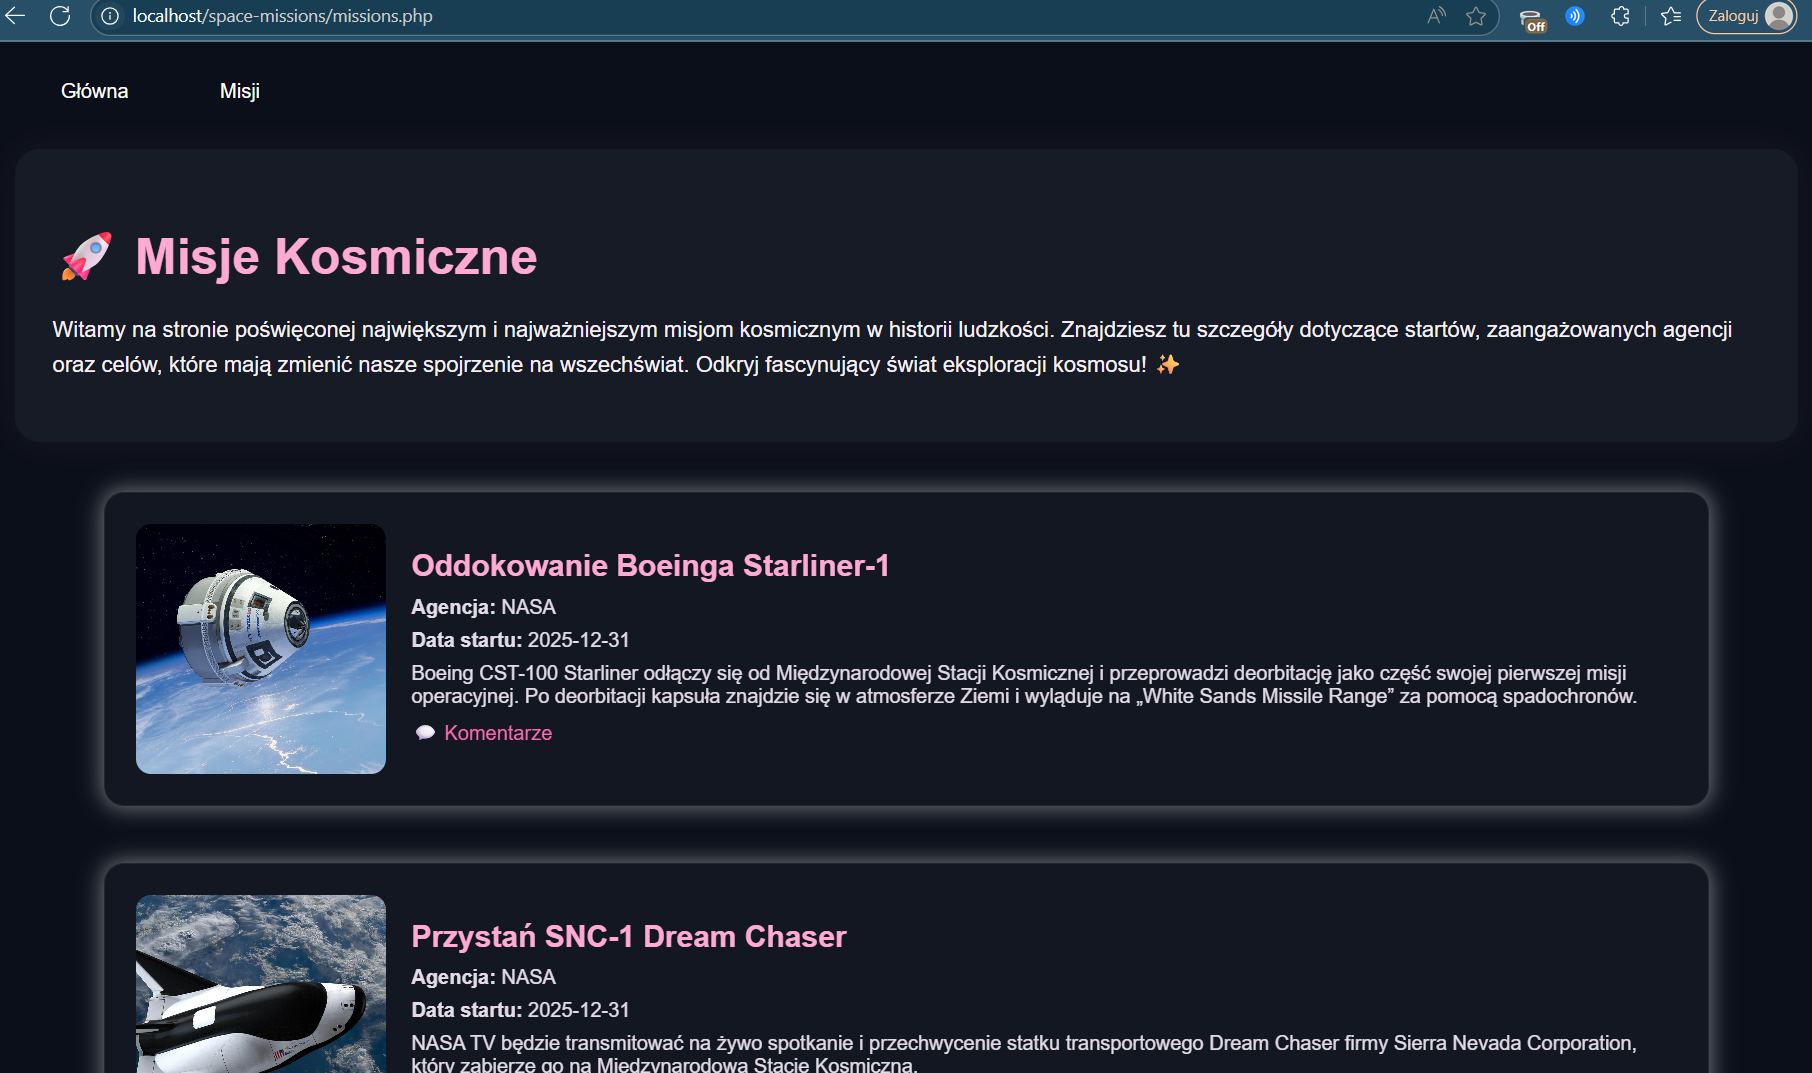 localhost/space-missions/missions.php
Off
Zaloguj
Główna
Misji
🚀 Misje Kosmiczne
Witamy na stronie poświęconej największym i najważniejszym misjom kosmicznym w historii ludzkości. Znajdziesz tu szczegóły dotyczące startów, zaangażowanych agencji
oraz celów, które mają zmienić nasze spojrzenie na wszechświat. Odkryj fascynujący świat eksploracji kosmosu! ✨
Oddokowanie Boeinga Starliner-1
Agencja: NASA
Data startu: 2025-12-31
Boeing CST-100 Starliner odłączy się od Międzynarodowej Stacji Kosmicznej i przeprowadzi deorbitację jako część swojej pierwszej misji
operacyjnej. Po deorbitacji kapsuła znajdzie się w atmosferze Ziemi i wyląduje na „White Sands Missile Range” za pomocą spadochronów.
💬 Komentarze
Przystań SNC-1 Dream Chaser
Agencja: NASA
Data startu: 2025-12-31
NASA TV będzie transmitować na żywo spotkanie i przechwycenie statku transportowego Dream Chaser firmy Sierra Nevada Corporation,
który zabierze go na Międzynarodową Stację Kosmiczną.